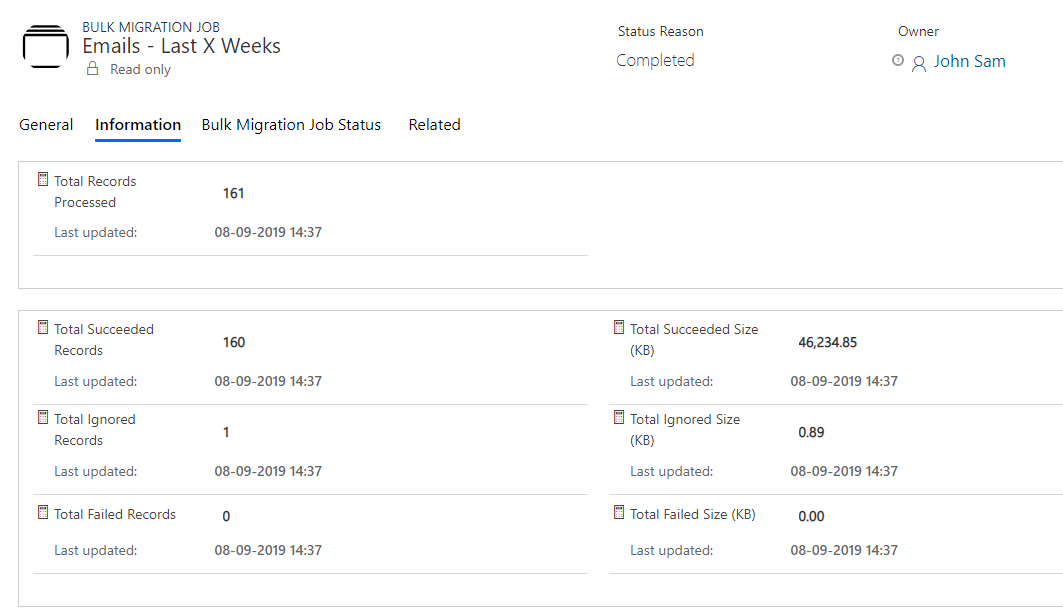 BULK MIGRATION JOB
Emails - Last X Weeks
Read only
Status Reason
Completed
Owner
John Sam
General Information Bulk Migration Job Status Related
Total Records
Processed
161
Last updated: 08-09-2019 14:37
Total Succeeded
Records
160
Last updated: 08-09-2019 14:37
Total Succeeded Size
(KB)
46,234.85
Last updated: 08-09-2019 14:37
Total Ignored
Records
1
Last updated: 08-09-2019 14:37
Total Ignored Size
(KB)
0.89
Last updated: 08-09-2019 14:37
Total Failed Records 0
Last updated: 08-09-2019 14:37
Total Failed Size (KB) 0.00
Last updated: 08-09-2019 14:37